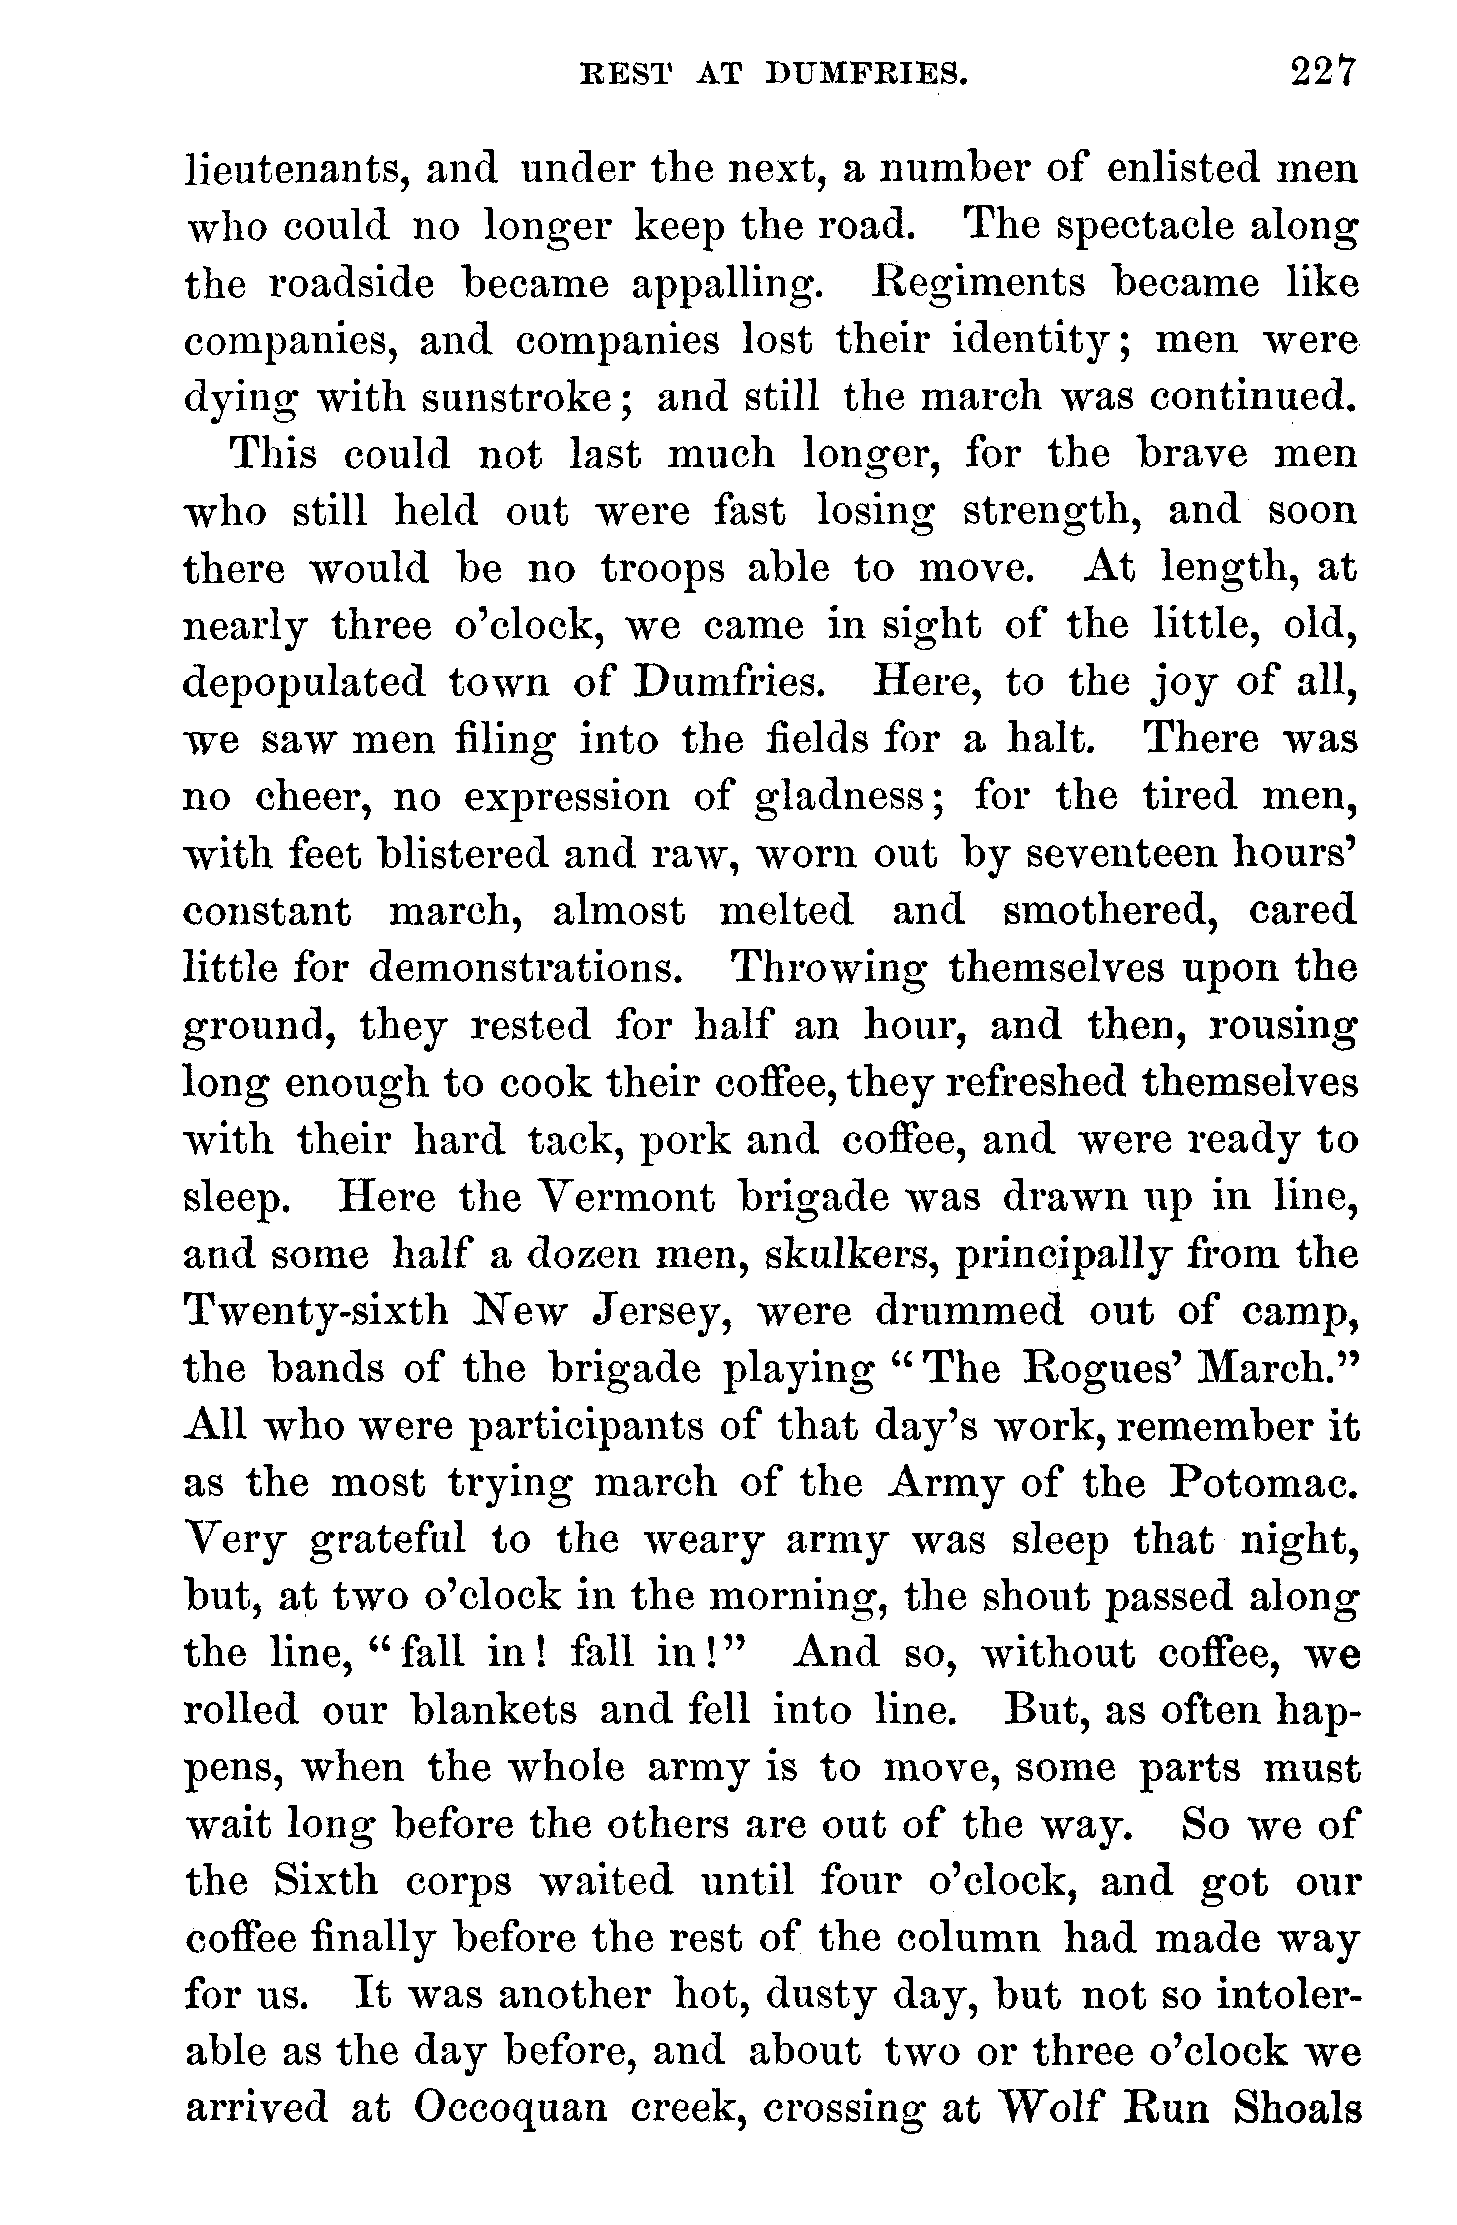 REST AT DUMFRIES. 227
lieutenants, and under the next, a number of enlisted men
who could no longer keep the road. The spectacle along
the roadside became appalling. Regiments became like
companies, and companies lost their identity; men were
dying with sunstroke; and still the march was continued.
This could not last much longer, for the brave men
who still held out were fast losing strength, and soon
there would be no troops able to move. At length, at
nearly three o'clock, we came in sight of the little, old,
depopulated town of Dumfries. Here, to the joy of all,
we saw men filing into the fields for a halt. There was
no cheer, no expression of gladness; for the tired men,
with feet blistered and raw, worn out by seventeen hours'
constant march, almost melted and smothered, cared
little for demonstrations. Throwing themselves upon the
ground, they rested for half an hour, and then, rousing
long enough to cook their coffee, they refreshed themselves
with their hard tack, pork and coffee, and were ready to
sleep. Here the Vermont brigade was drawn up in line,
and some half a dozen men, skulkers, principally from the
Twenty-sixth New Jersey, were drummed out of camp,
the bands of the brigade playing "The Rogues' March."
All who were participants of that day's work, remember it
as the most trying march of the Army of the Potomac.
Very grateful to the weary army was sleep that night,
but, at two o'clock in the morning, the shout passed along
the line, "fall in! fall in!" And so, without coffee, we
rolled our blankets and fell into line. But, as often hap-
pens, when the whole army is to move, some parts must
wait long before the others are out of the way. So we of
the Sixth corps waited until four o'clock, and got our
coffee finally before the rest of the column had made way
for us. It was another hot, dusty day, but not so intoler-
able as the day before, and about two or three o'clock we
arrived at Occoquan creek, crossing at Wolf Run Shoals